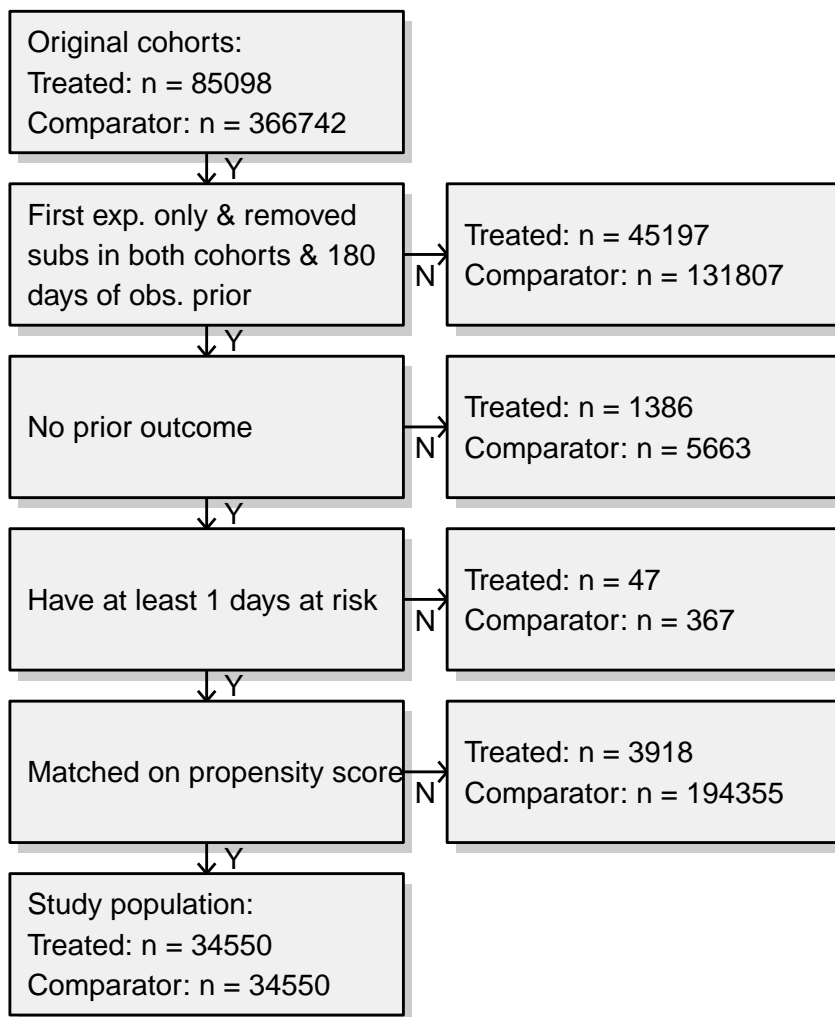 Original cohorts:
Treated: n = 85098
Comparator: n = 366742
Y
First exp. only & removed
subs in both cohorts & 180
days of obs. prior
N
Treated: n = 45197
Comparator: n = 131807
Y
No prior outcome
N
Treated: n = 1386
Comparator: n = 5663
Y
Have at least 1 days at risk
N
Treated: n = 47
Comparator: n = 367
Y
Matched on propensity score
N
Treated: n = 3918
Comparator: n = 194355
Y
Study population:
Treated: n = 34550
Comparator: n = 34550